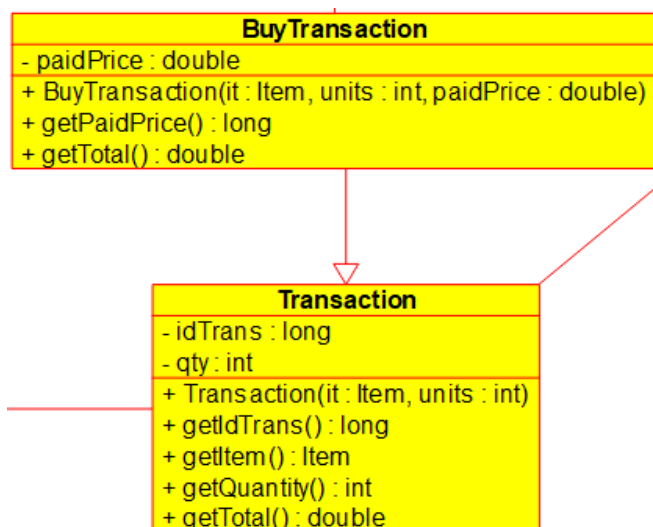 BuyTransaction
- paidPrice : double
+ BuyTransaction(it : Item, units : int, paidPrice : double)
+ getPaidPrice() : long
+ getTotal() : double
Transaction
- idTrans : long
- qty : int
+ Transaction(it : Item, units : int)
+ getIdTrans() : long
+ getItem() : Item
+ getQuantity() : int
+ getTotal() : double